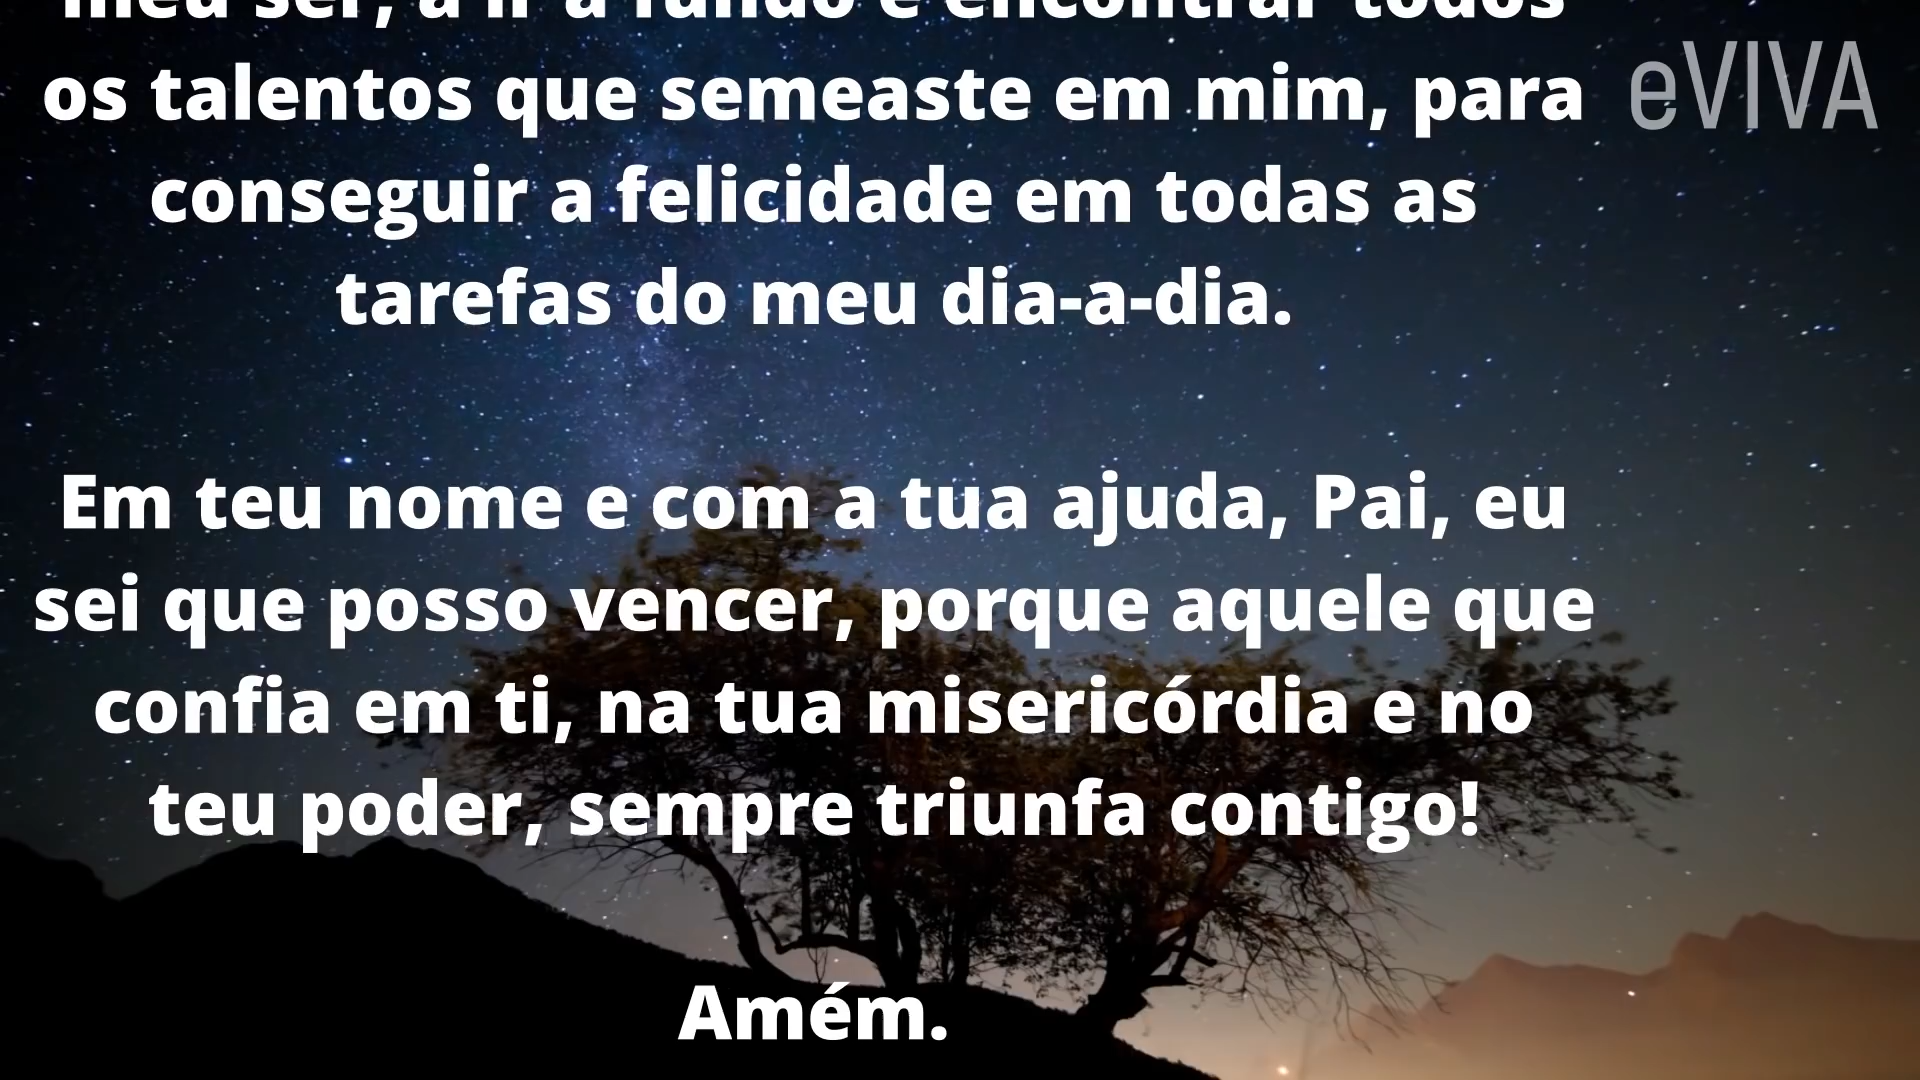 meu ser, a ir a fundo e encontrar todos
os talentos que semeaste em mim, para
eVIVA
conseguir a felicidade em todas as
tarefas do meu dia-a-dia.
Em teu nome e com a tua ajuda, Pai, eu
sei que posso vencer, porque aquele que
confia em ti, na tua misericórdia e no
teu poder, sempre triunfa contigo!
Amém.